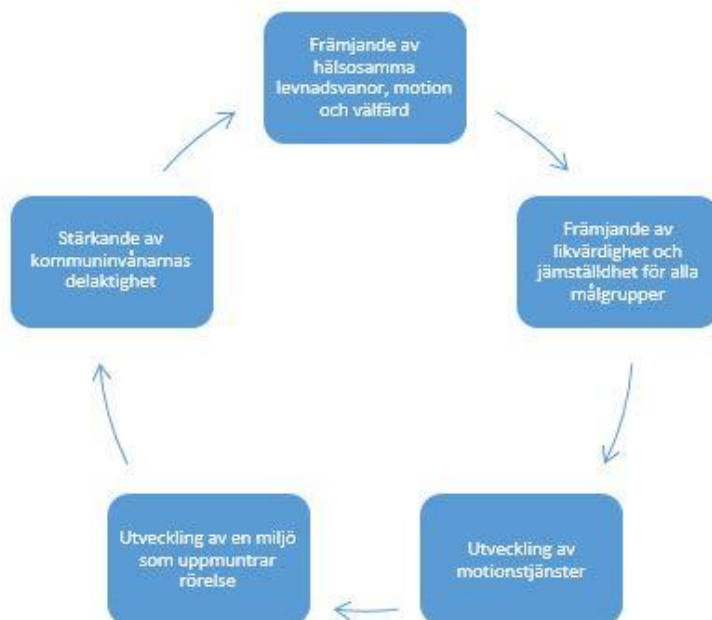 Främjande av
hälsosamma
levnadsvanor, motion
och välfärd
Främjande av
likvärdighet och
jämställdhet för alla
målgrupper
Utveckling av
motionstjänster
Utveckling av en miljö
som uppmuntrar
rörelse
Stärkande av
kommuninvånarnas
delaktighet